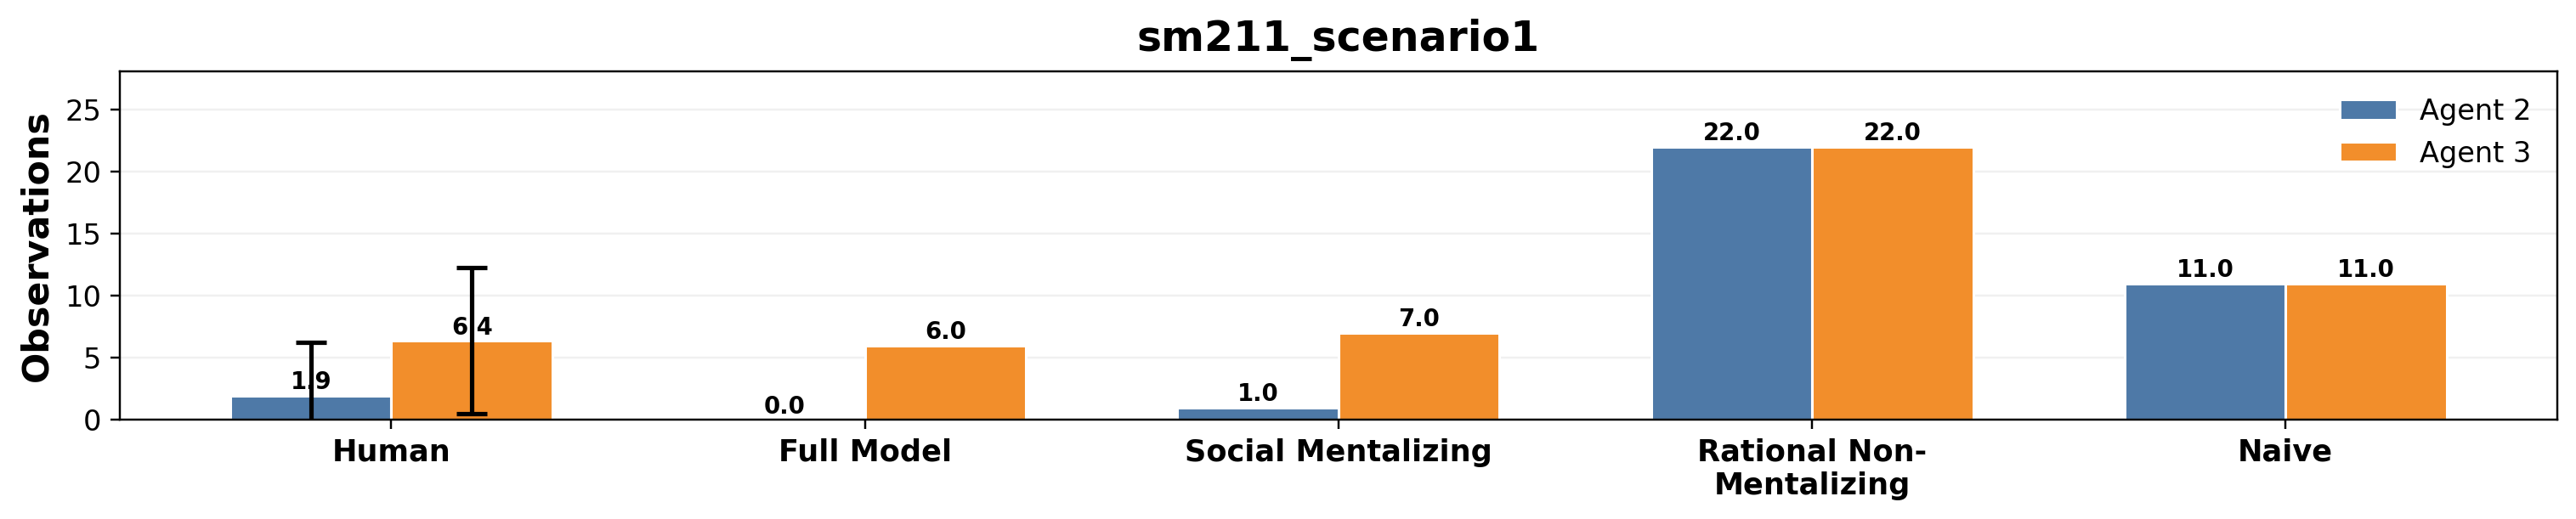 sm211_scenario1
Observations
25
20
15
10
5
0
Agent 2
Agent 3
1.9
6.4
0.0
6.0
1.0
7.0
22.0
22.0
11.0
11.0
Human
Full Model
Social Mentalizing
Rational Non-
Mentalizing
Naive